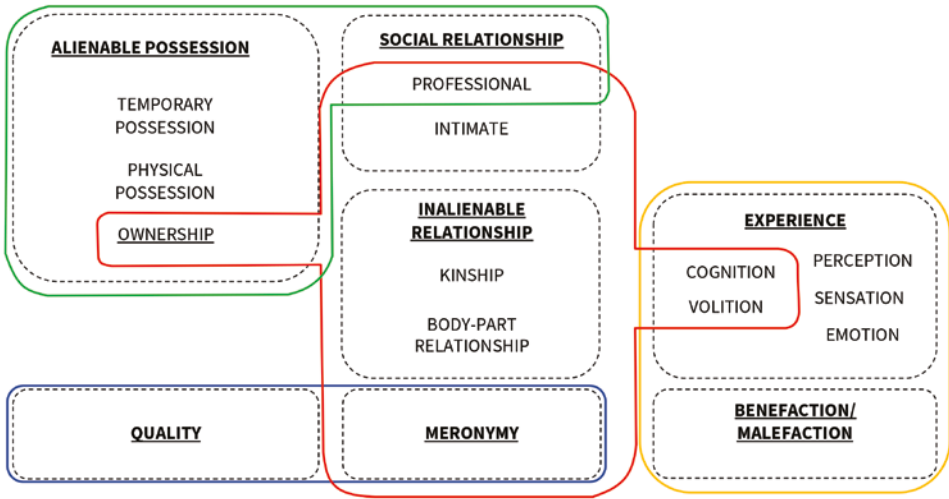 ALIENABLE POSSESSION
TEMPORARY
POSSESSION
PHYSICAL
POSSESSION
OWNERSHIP
SOCIAL RELATIONSHIP
PROFESSIONAL
INTIMATE
INALIENABLE
RELATIONSHIP
KINSHIP
BODY-PART
RELATIONSHIP
EXPERIENCE
COGNITION
VOLITION
PERCEPTION
SENSATION
EMOTION
QUALITY
MERONYMY
BENEFACTION/
MALEFACTION